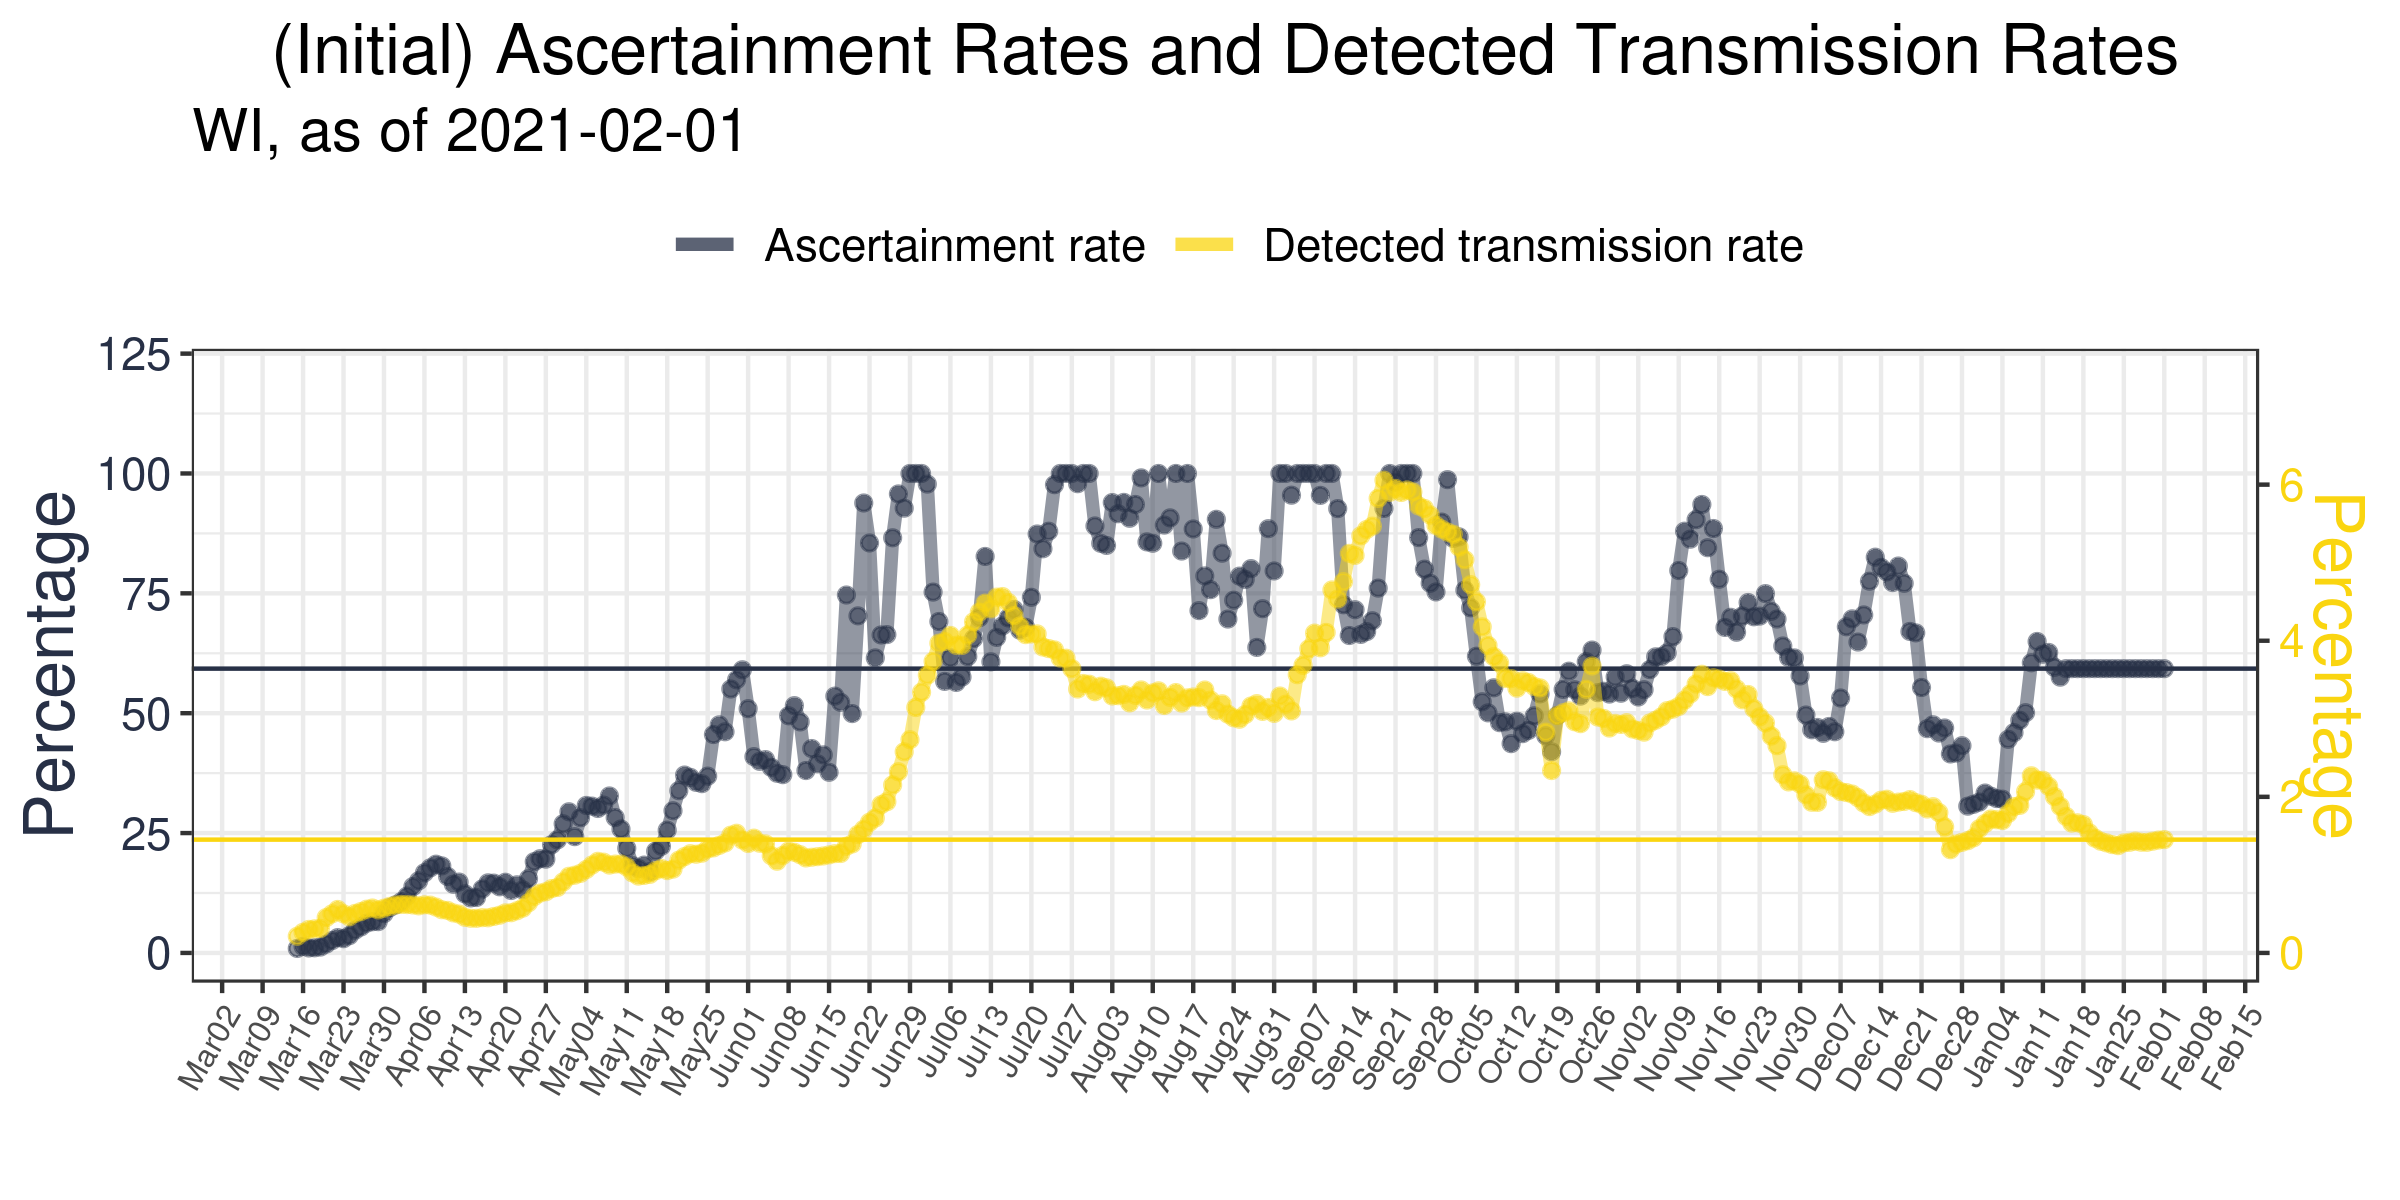 (Initial) Ascertainment Rates and Detected Transmission Rates
WI, as of 2021-02-01
Ascertainment rate
Detected transmission rate
125
100
75
50
25
0
Percentage
6
4
2
0
Percentage
Mar02
Mar09
Mar16
Mar23
Mar30
Apr06
Apr13
Apr20
Apr27
May04
May11
May18
May25
Jun01
Jun08
Jun15
Jun22
Jun29
Jul06
Jul13
Jul20
Jul27
Aug03
Aug10
Aug17
Aug24
Aug31
Sep07
Sep14
Sep21
Sep28
Oct05
Oct12
Oct19
Oct26
Nov02
Nov09
Nov16
Nov23
Nov30
Dec07
Dec14
Dec21
Dec28
Jan04
Jan11
Jan18
Jan25
Feb01
Feb08
Feb15